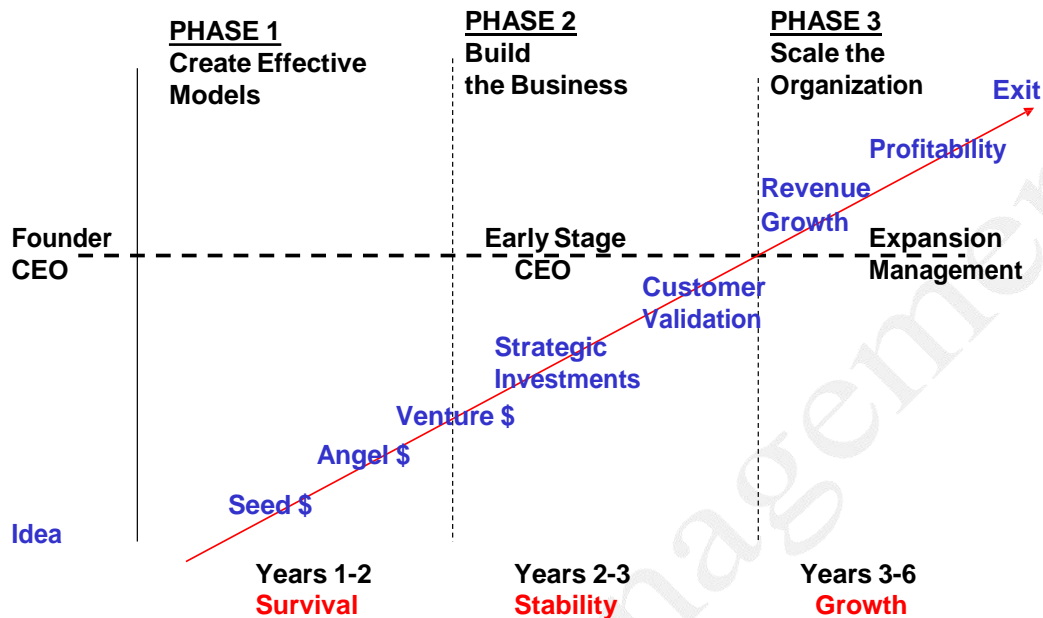 PHASE 1
Create Effective
Models
PHASE 2
Build
the Business
PHASE 3
Scale the
Organization
Exit
Profitability
Revenue
Growth
Founder
CEO
Early Stage
CEO
Expansion
Management
Customer
Validation
Strategic
Investments
Venture $
Angel $
Seed $
Idea
Years 1-2
Survival
Years 2-3
Stability
Years 3-6
Growth